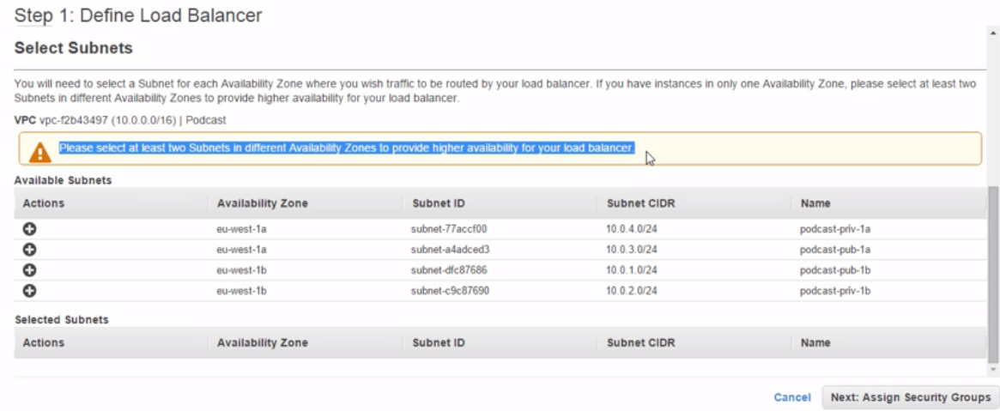 Step 1: Define Load Balancer
Select Subnets
You will need to select a Subnet for each Availability Zone where you wish traffic to be routed by your load balancer. If you have instances in only one Availability Zone, please select at least two
Subnets in different Availability Zones to provide higher availability for your load balancer.
VPC vpc-f2b43497 (10.0.0.0/16) | Podcast
Please select at least two Subnets in different Availability Zones to provide higher availability for your load balancer.
Available Subnets
Actions Availability Zone Subnet ID Subnet CIDR Name
eu-west-1a subnet-77accf00 10.0.4.0/24 podcast-priv-1a
eu-west-1a subnet-a4adced3 10.0.3.0/24 podcast-pub-1a
eu-west-1b subnet-dfc87686 10.0.1.0/24 podcast-pub-1b
eu-west-1b subnet-c9c87690 10.0.2.0/24 podcast-priv-1b
Selected Subnets
Actions Availability Zone Subnet ID Subnet CIDR Name
Cancel Next: Assign Security Groups